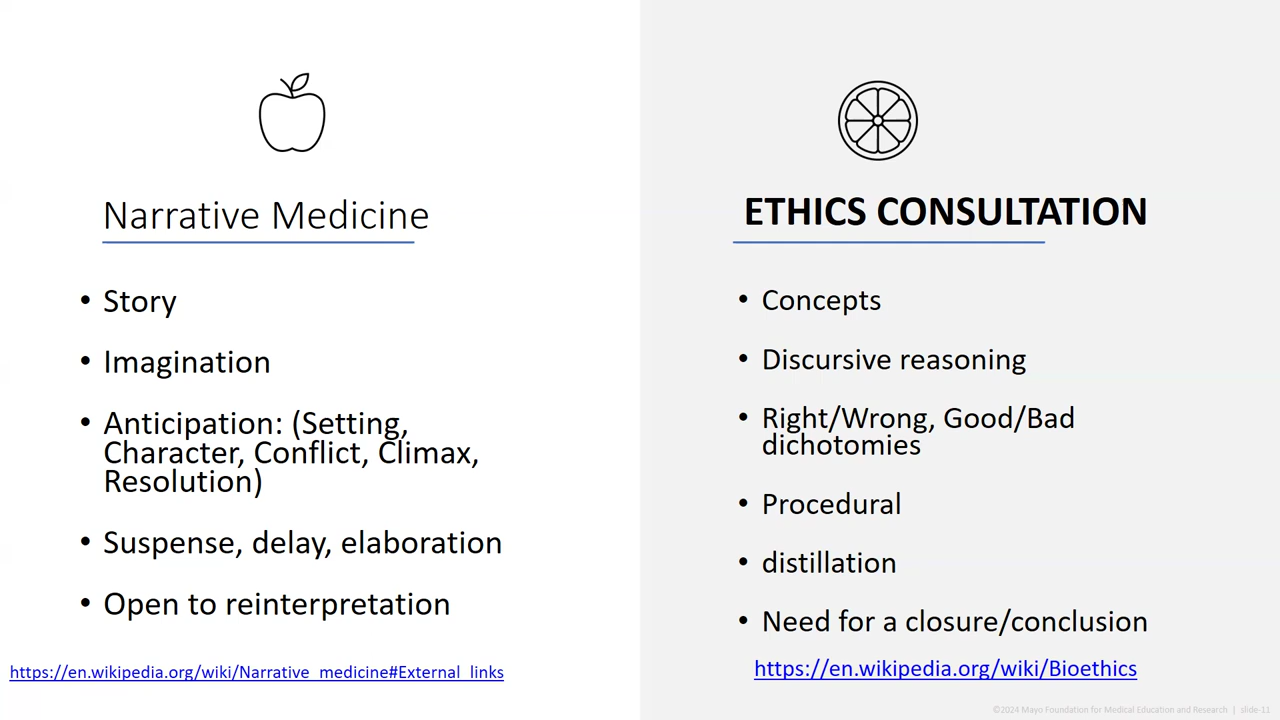 Narrative Medicine
• Story
• Imagination
• Anticipation: (Setting,
Character, Conflict, Climax,
Resolution)
• Suspense, delay, elaboration
• Open to reinterpretation
https://en.wikipedia.org/wiki/Narrative_medicine#External_links
ETHICS CONSULTATION
• Concepts
• Discursive reasoning
• Right/Wrong, Good/Bad
dichotomies
• Procedural
• distillation
• Need for a closure/conclusion
https://en.wikipedia.org/wiki/Bioethics
©2024 Mayo Foundation for Medical Education and Research | slide-11